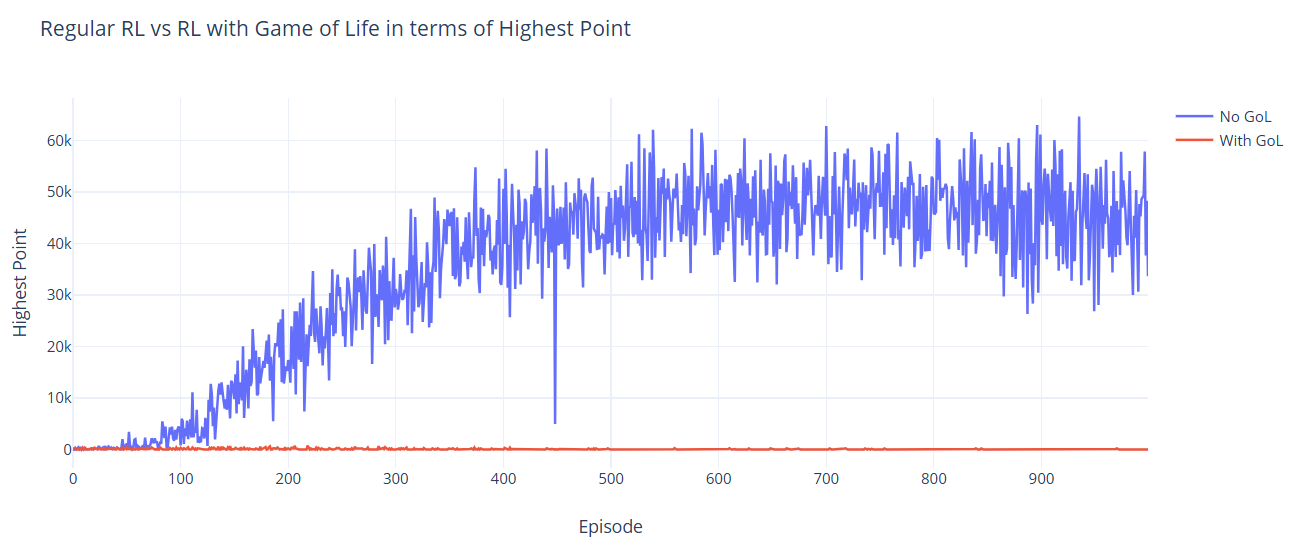 Regular RL vs RL with Game of Life in terms of Highest Point
No GoL
With GoL
Highest Point
60k
50k
40k
30k
20k
10k
0
0 100 200 300 400 500 600 700 800 900
Episode